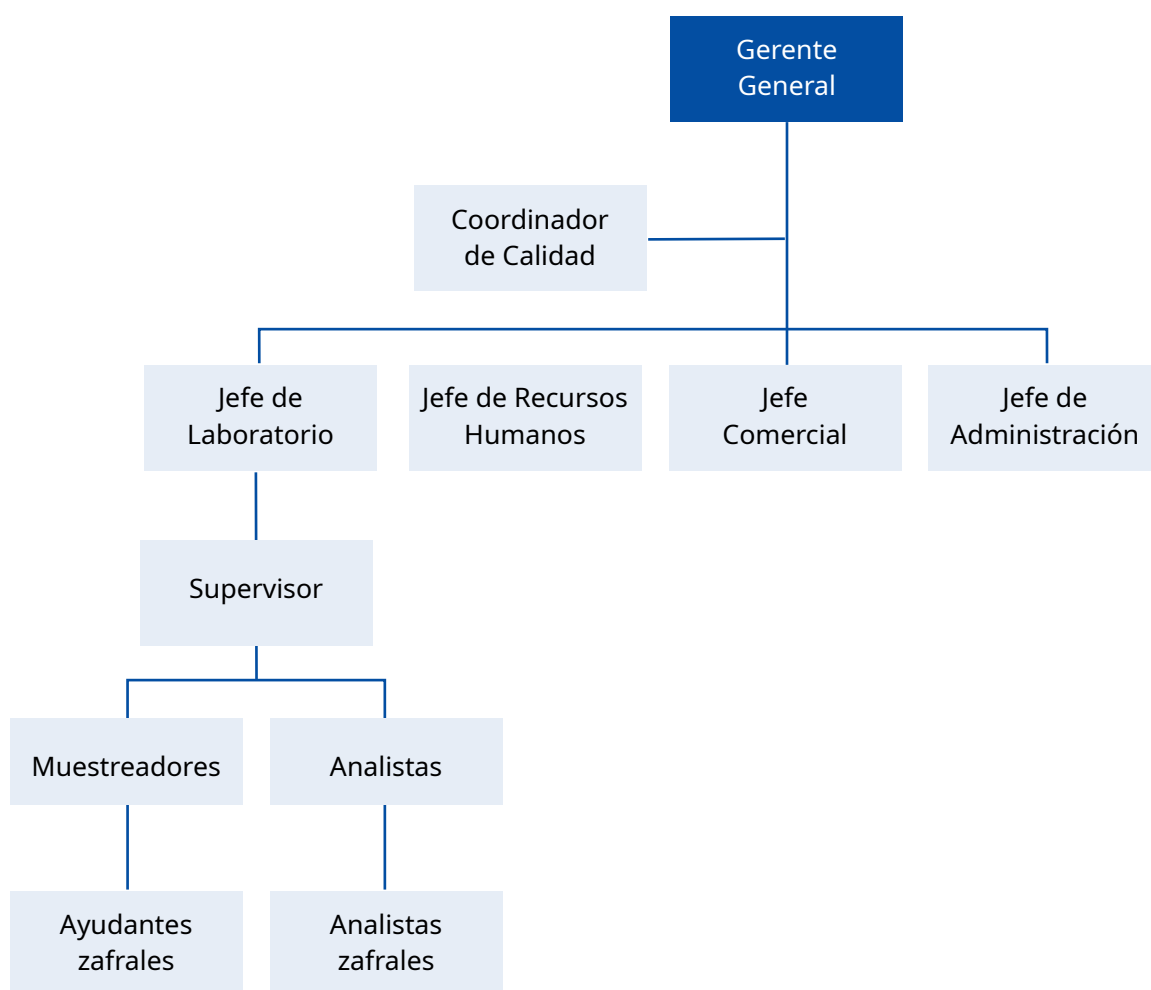 Gerente
General
Coordinador
de Calidad
Jefe de
Laboratorio
Jefe de Recursos
Humanos
Jefe
Comercial
Jefe de
Administración
Supervisor
Muestreadores
Analistas
Ayudantes
zafrales
Analistas
zafrales